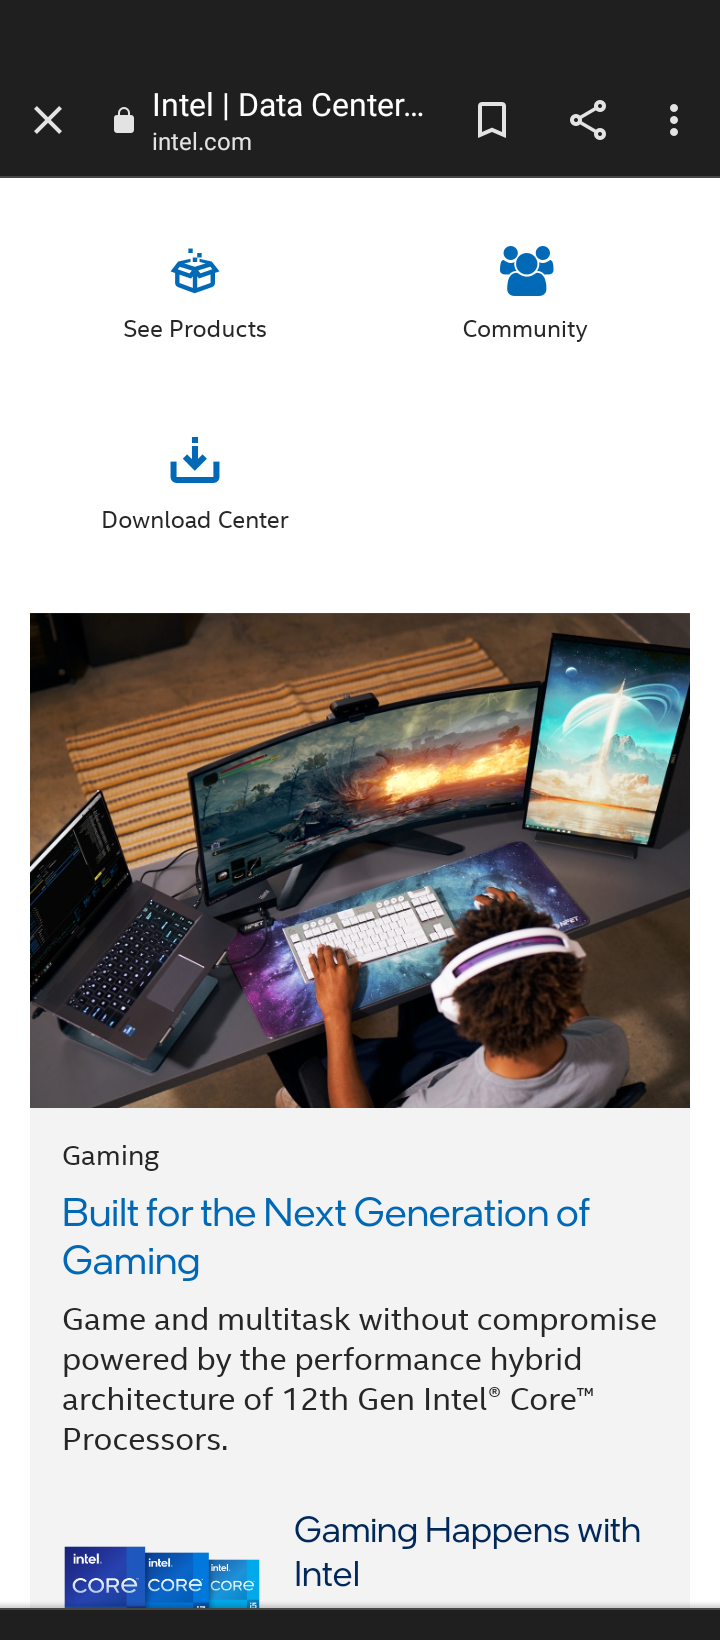 Intel | Data Center...
intel.com
See Products
Community
Download Center
Gaming
Built for the Next Generation of
Gaming
Game and multitask without compromise
powered by the performance hybrid
architecture of 12th Gen Intel® Core™
Processors.
Gaming Happens with
Intel
intel.
CORE
intel.
CORE
i7
intel.
CORE
i5